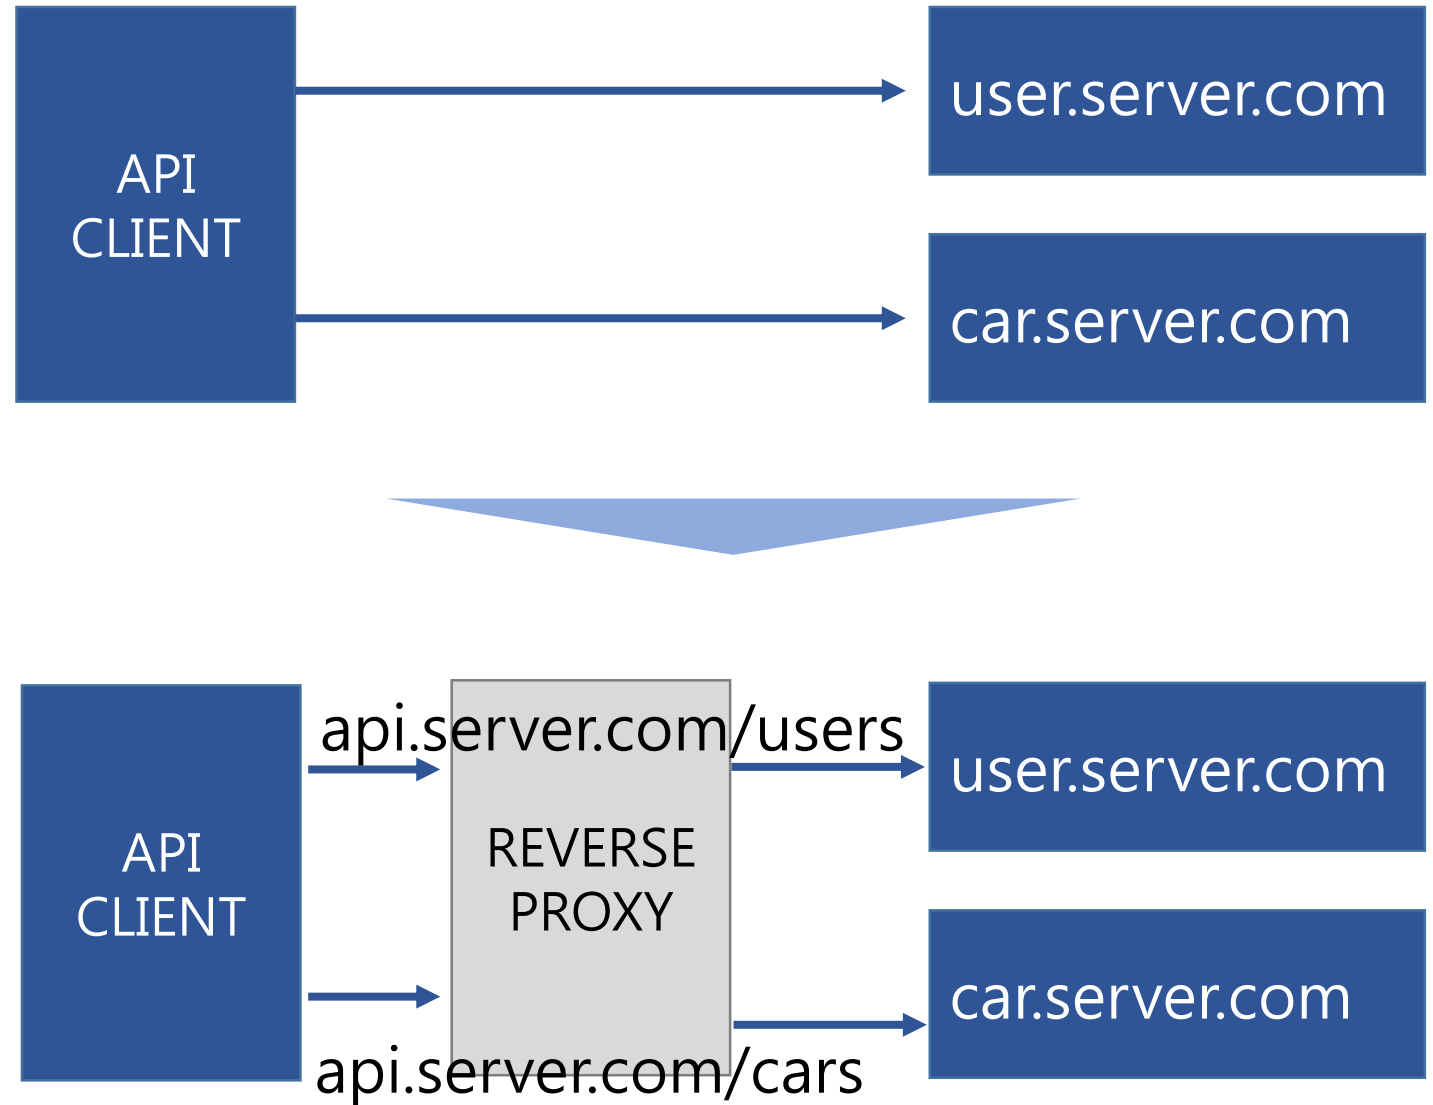 API
CLIENT
user.server.com
car.server.com
api.server.com/users
API
CLIENT
REVERSE
PROXY
user.server.com
car.server.com
api.server.com/cars